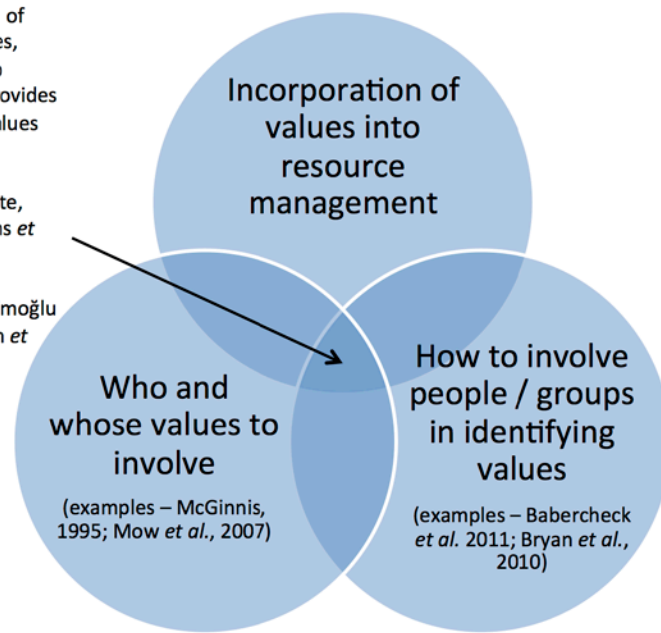 of
es,
ovides
lues
te,
ns et
moğlu
n et
Incorporation of
values into
resource
management
Who and
whose values to
involve
(examples – McGinnis,
1995; Mow et al., 2007)
How to involve
people / groups
in identifying
values
(examples – Babercheck
et al. 2011; Bryan et al.,
2010)